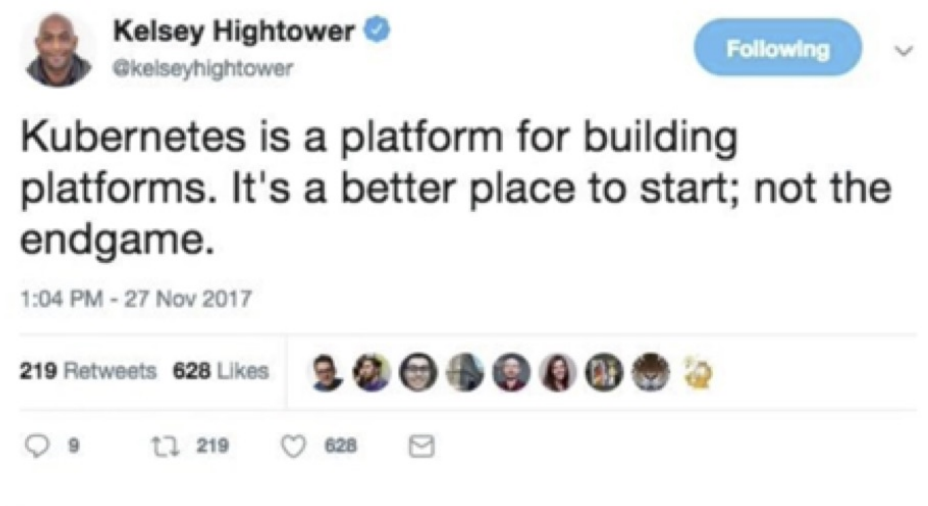 Kelsey Hightower
@kelseyhightower
Following
Kubernetes is a platform for building
platforms. It's a better place to start; not the
endgame.
1:04 PM - 27 Nov 2017
219 Retweets 628 Likes
9 219 628